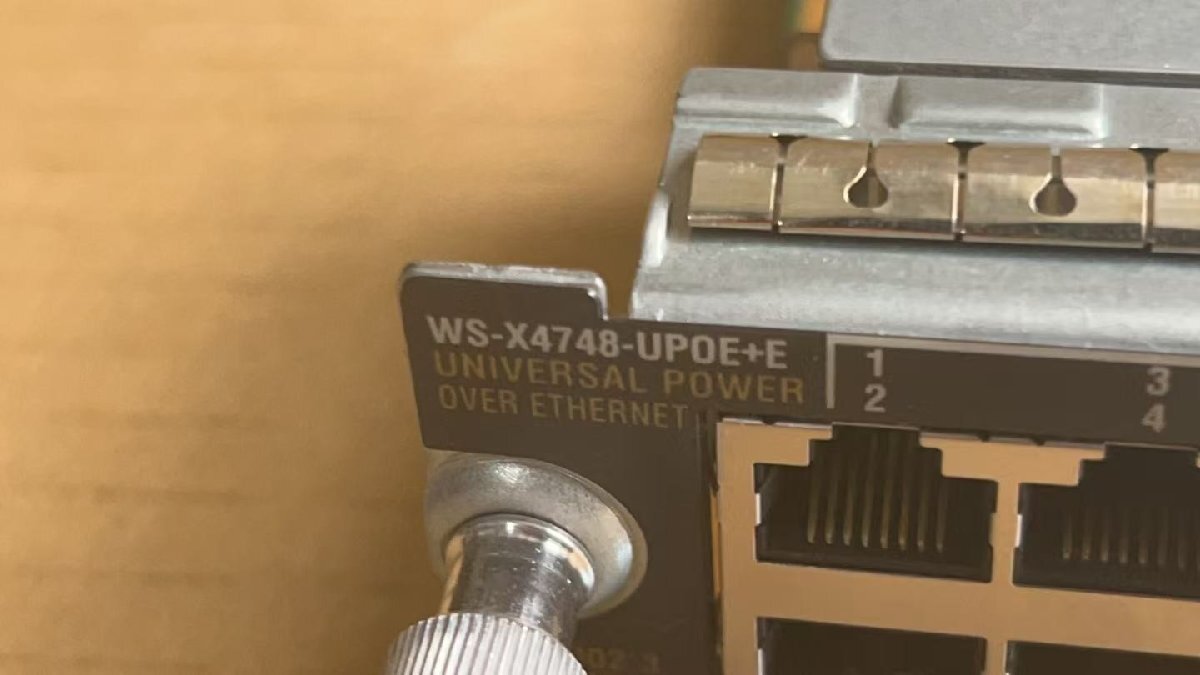 WS-X4748-UPOE+E
UNIVERSAL POWER
OVER ETHERNET
1
2
3
4